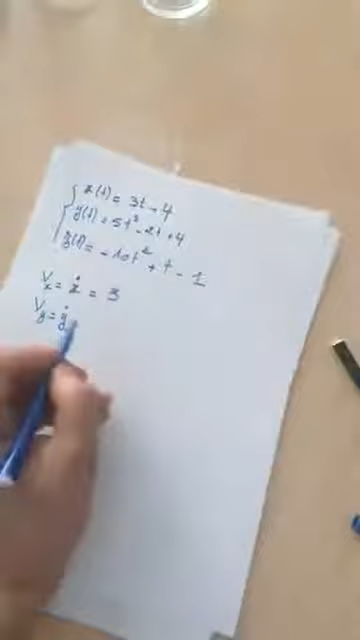 x(t) = 3t - 4
y(t) = 5t² - 2t + 4
z(t) = -10t² + t - 1
Vx = ẋ = 3
Vy = ẏ